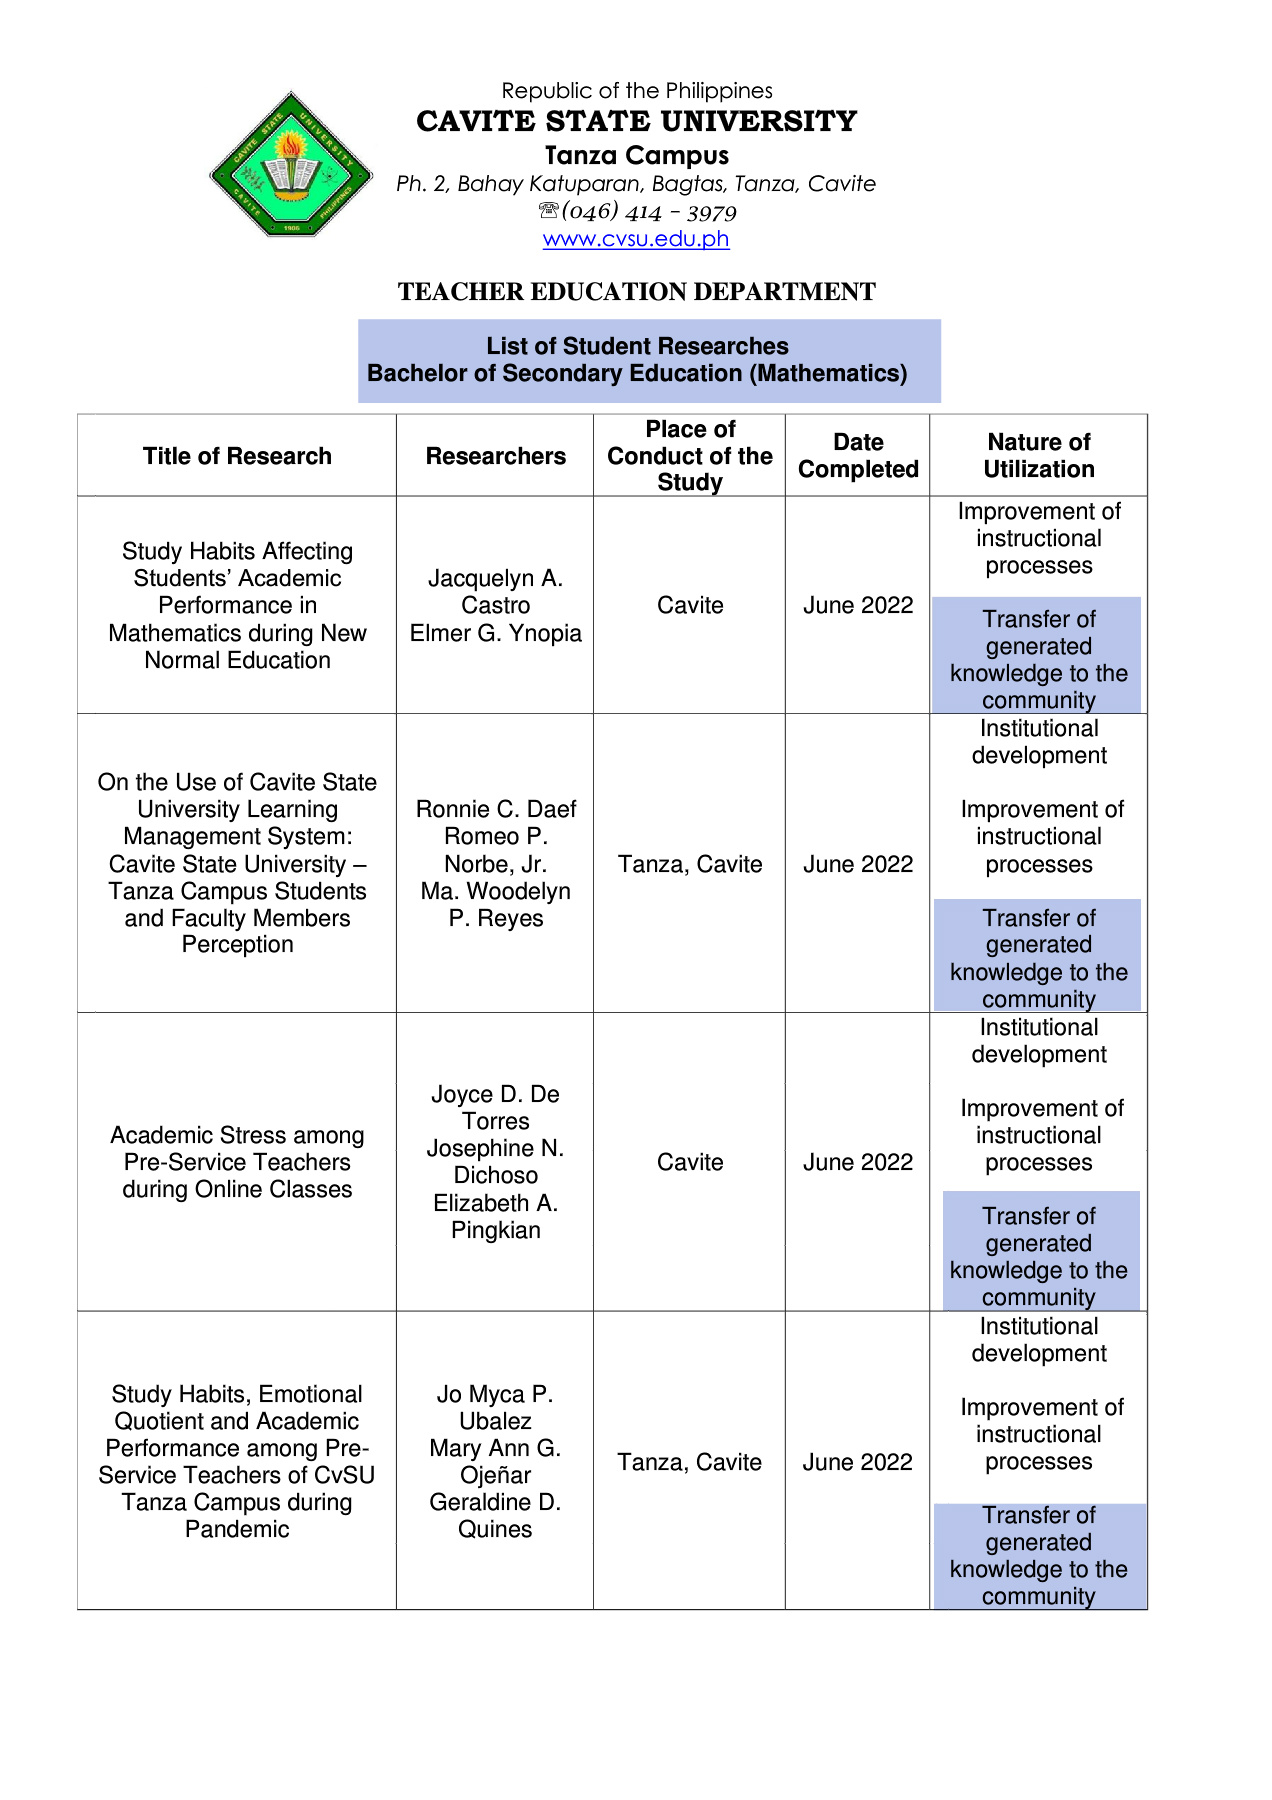 Republic of the Philippines
CAVITE STATE UNIVERSITY
Tanza Campus
Ph. 2, Bahay Katuparan, Bagtas, Tanza, Cavite
☏(046) 414 – 3979
www.cvsu.edu.ph
CAVITE STATE UNIVERSITY
CAVITE
PHILIPPINES
1906
TEACHER EDUCATION DEPARTMENT
List of Student Researches
Bachelor of Secondary Education (Mathematics)
Title of Research
Researchers
Place of
Conduct of the
Study
Date
Completed
Nature of
Utilization
Study Habits Affecting
Students’ Academic
Performance in
Mathematics during New
Normal Education
Jacquelyn A.
Castro
Elmer G. Ynopia
Cavite
June 2022
Improvement of
instructional
processes
Transfer of
generated
knowledge to the
community
On the Use of Cavite State
University Learning
Management System:
Cavite State University –
Tanza Campus Students
and Faculty Members
Perception
Ronnie C. Daef
Romeo P.
Norbe, Jr.
Ma. Woodelyn
P. Reyes
Tanza, Cavite
June 2022
Institutional
development
Improvement of
instructional
processes
Transfer of
generated
knowledge to the
community
Academic Stress among
Pre-Service Teachers
during Online Classes
Joyce D. De
Torres
Josephine N.
Dichoso
Elizabeth A.
Pingkian
Cavite
June 2022
Institutional
development
Improvement of
instructional
processes
Transfer of
generated
knowledge to the
community
Study Habits, Emotional
Quotient and Academic
Performance among Pre-
Service Teachers of CvSU
Tanza Campus during
Pandemic
Jo Myca P.
Ubalez
Mary Ann G.
Ojeñar
Geraldine D.
Quines
Tanza, Cavite
June 2022
Institutional
development
Improvement of
instructional
processes
Transfer of
generated
knowledge to the
community